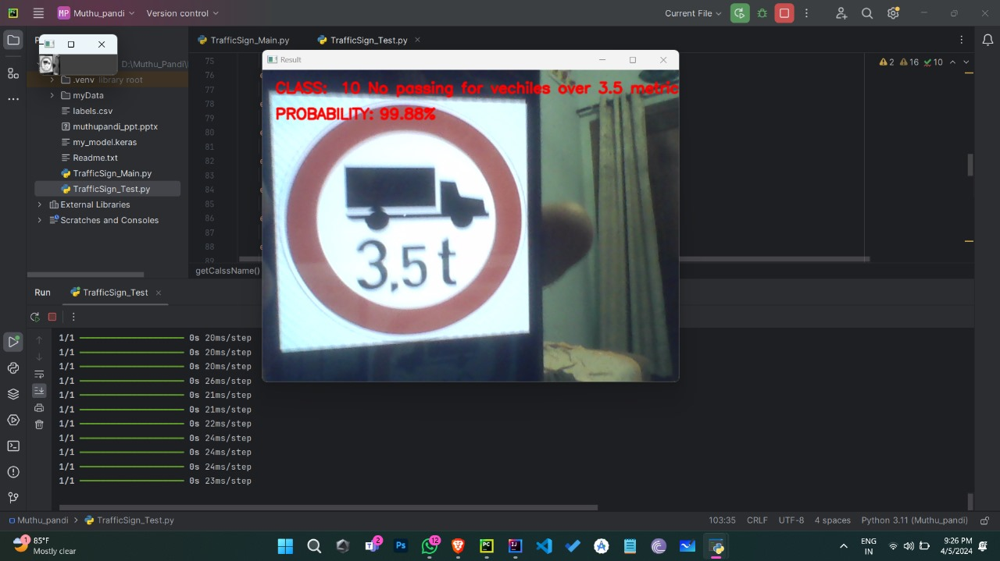 MP Muthu_pandi
Version control
Current File
TrafficSign_Main.py
TrafficSign_Test.py
2 16 10
D:\Muthu_Pandi\
.venv library root
myData
labels.csv
muthupandi_ppt.pptx
my_model.keras
Readme.txt
TrafficSign_Main.py
TrafficSign_Test.py
External Libraries
Scratches and Consoles
75
76
77
78
79
80
81
82
83
84
85
86
87
88
89
getCalssName()
Result
CLASS: 10 No passing for vechiles over 3.5 metric
PROBABILITY: 99.88%
3,5 t
Run
TrafficSign_Test
1/1 0s 20ms/step
1/1 0s 20ms/step
1/1 0s 20ms/step
1/1 0s 26ms/step
1/1 0s 21ms/step
1/1 0s 21ms/step
1/1 0s 22ms/step
1/1 0s 24ms/step
1/1 0s 24ms/step
1/1 0s 24ms/step
1/1 0s 23ms/step
Muthu_pandi > TrafficSign_Test.py
103:35 CRLF UTF-8 4 spaces Python 3.11 (Muthu_pandi)
1
85°F
Mostly clear
2
Ps
12
PC
IJ
ENG
IN
9:26 PM
4/5/2024